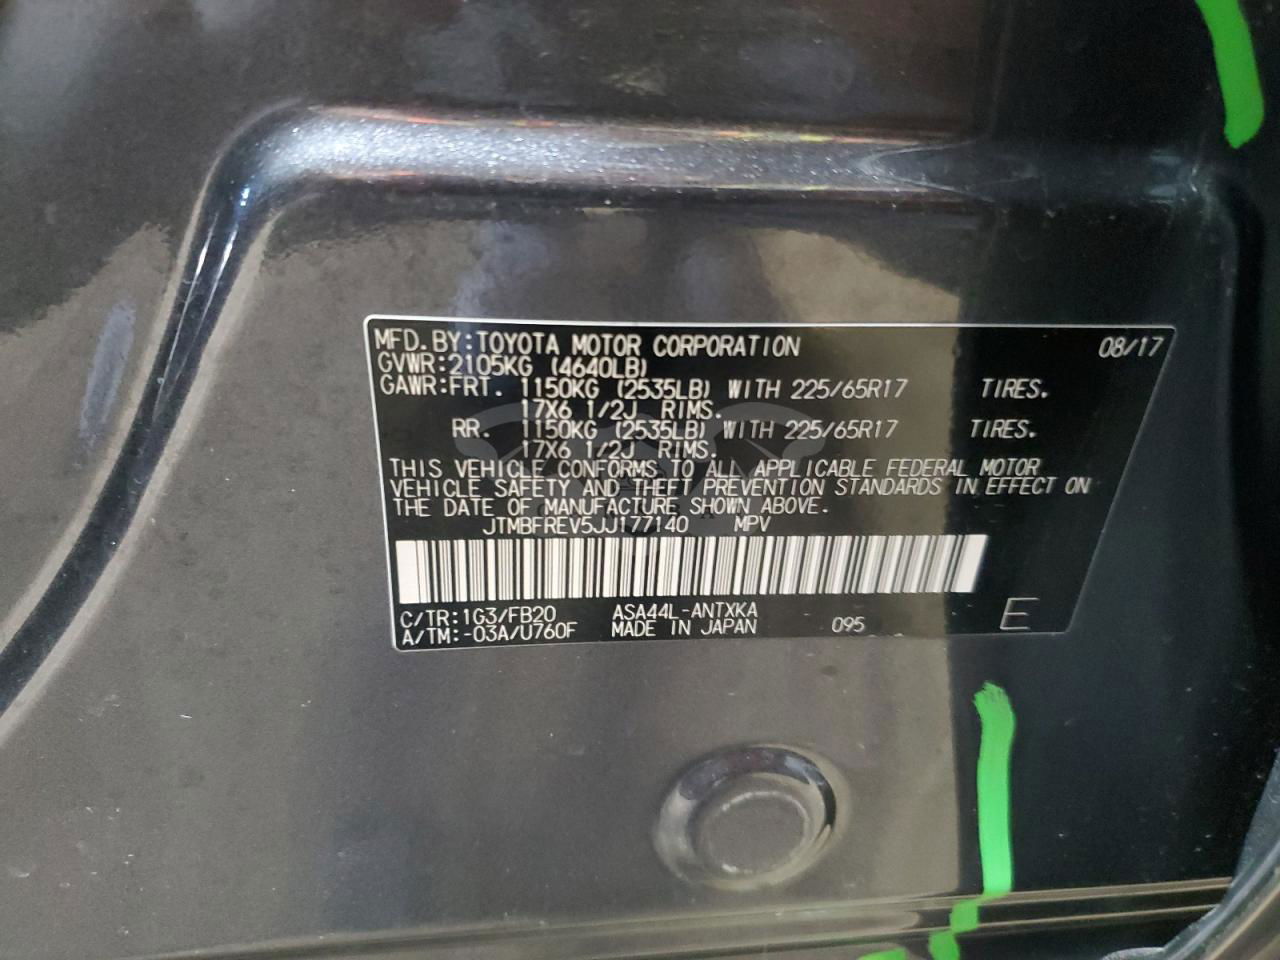 MFD.BY:TOYOTA MOTOR CORPORATION 08/17
GVWR:2105KG (4640LB)
GAWR:FRT. 1150KG (2535LB) WITH 225/65R17 TIRES.
17X6 1/2J RIMS.
RR. 1150KG (2535LB) WITH 225/65R17 TIRES.
17X6 1/2J RIMS.
THIS VEHICLE CONFORMS TO ALL APPLICABLE FEDERAL MOTOR
VEHICLE SAFETY AND THEFT PREVENTION STANDARDS IN EFFECT ON
THE DATE OF MANUFACTURE SHOWN ABOVE.
JTMBFREV5JJ177140 MPV
C/TR:1G3/FB20 ASA44L-ANTXKA
A/TM:-03A/U760F MADE IN JAPAN 095 E